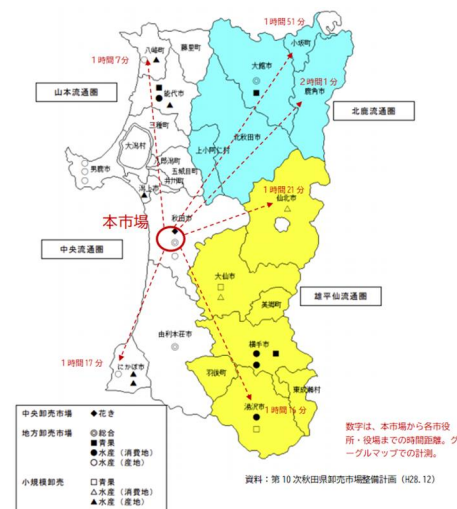 1時間51分
小坂町
1時間7分
八峰町
藤里町
大館市
2時間1分
鹿角市
能代市
山本流通圏
北鹿流通圏
三種町
北秋田市
大潟村
上小阿仁村
八郎潟町
五城目町
男鹿市
井川町
潟上市
1時間21分
仙北市
本市場
秋田市
中央流通圏
大仙市
雄平仙流通圏
美郷町
由利本荘市
横手市
1時間17分
にかほ市
羽後町
東成瀬村
湯沢市
中央卸売市場 ◆花き
地方卸売市場 ◎総合
■青果
●水産（消費地）
○水産（産地）
小規模卸売 □青果
△水産（消費地）
▲水産（産地）
数字は、本市場から各市役
所・役場までの時間距離。グ
ーグルマップでの計測。
資料：第10次秋田県卸売市場整備計画（H28.12）